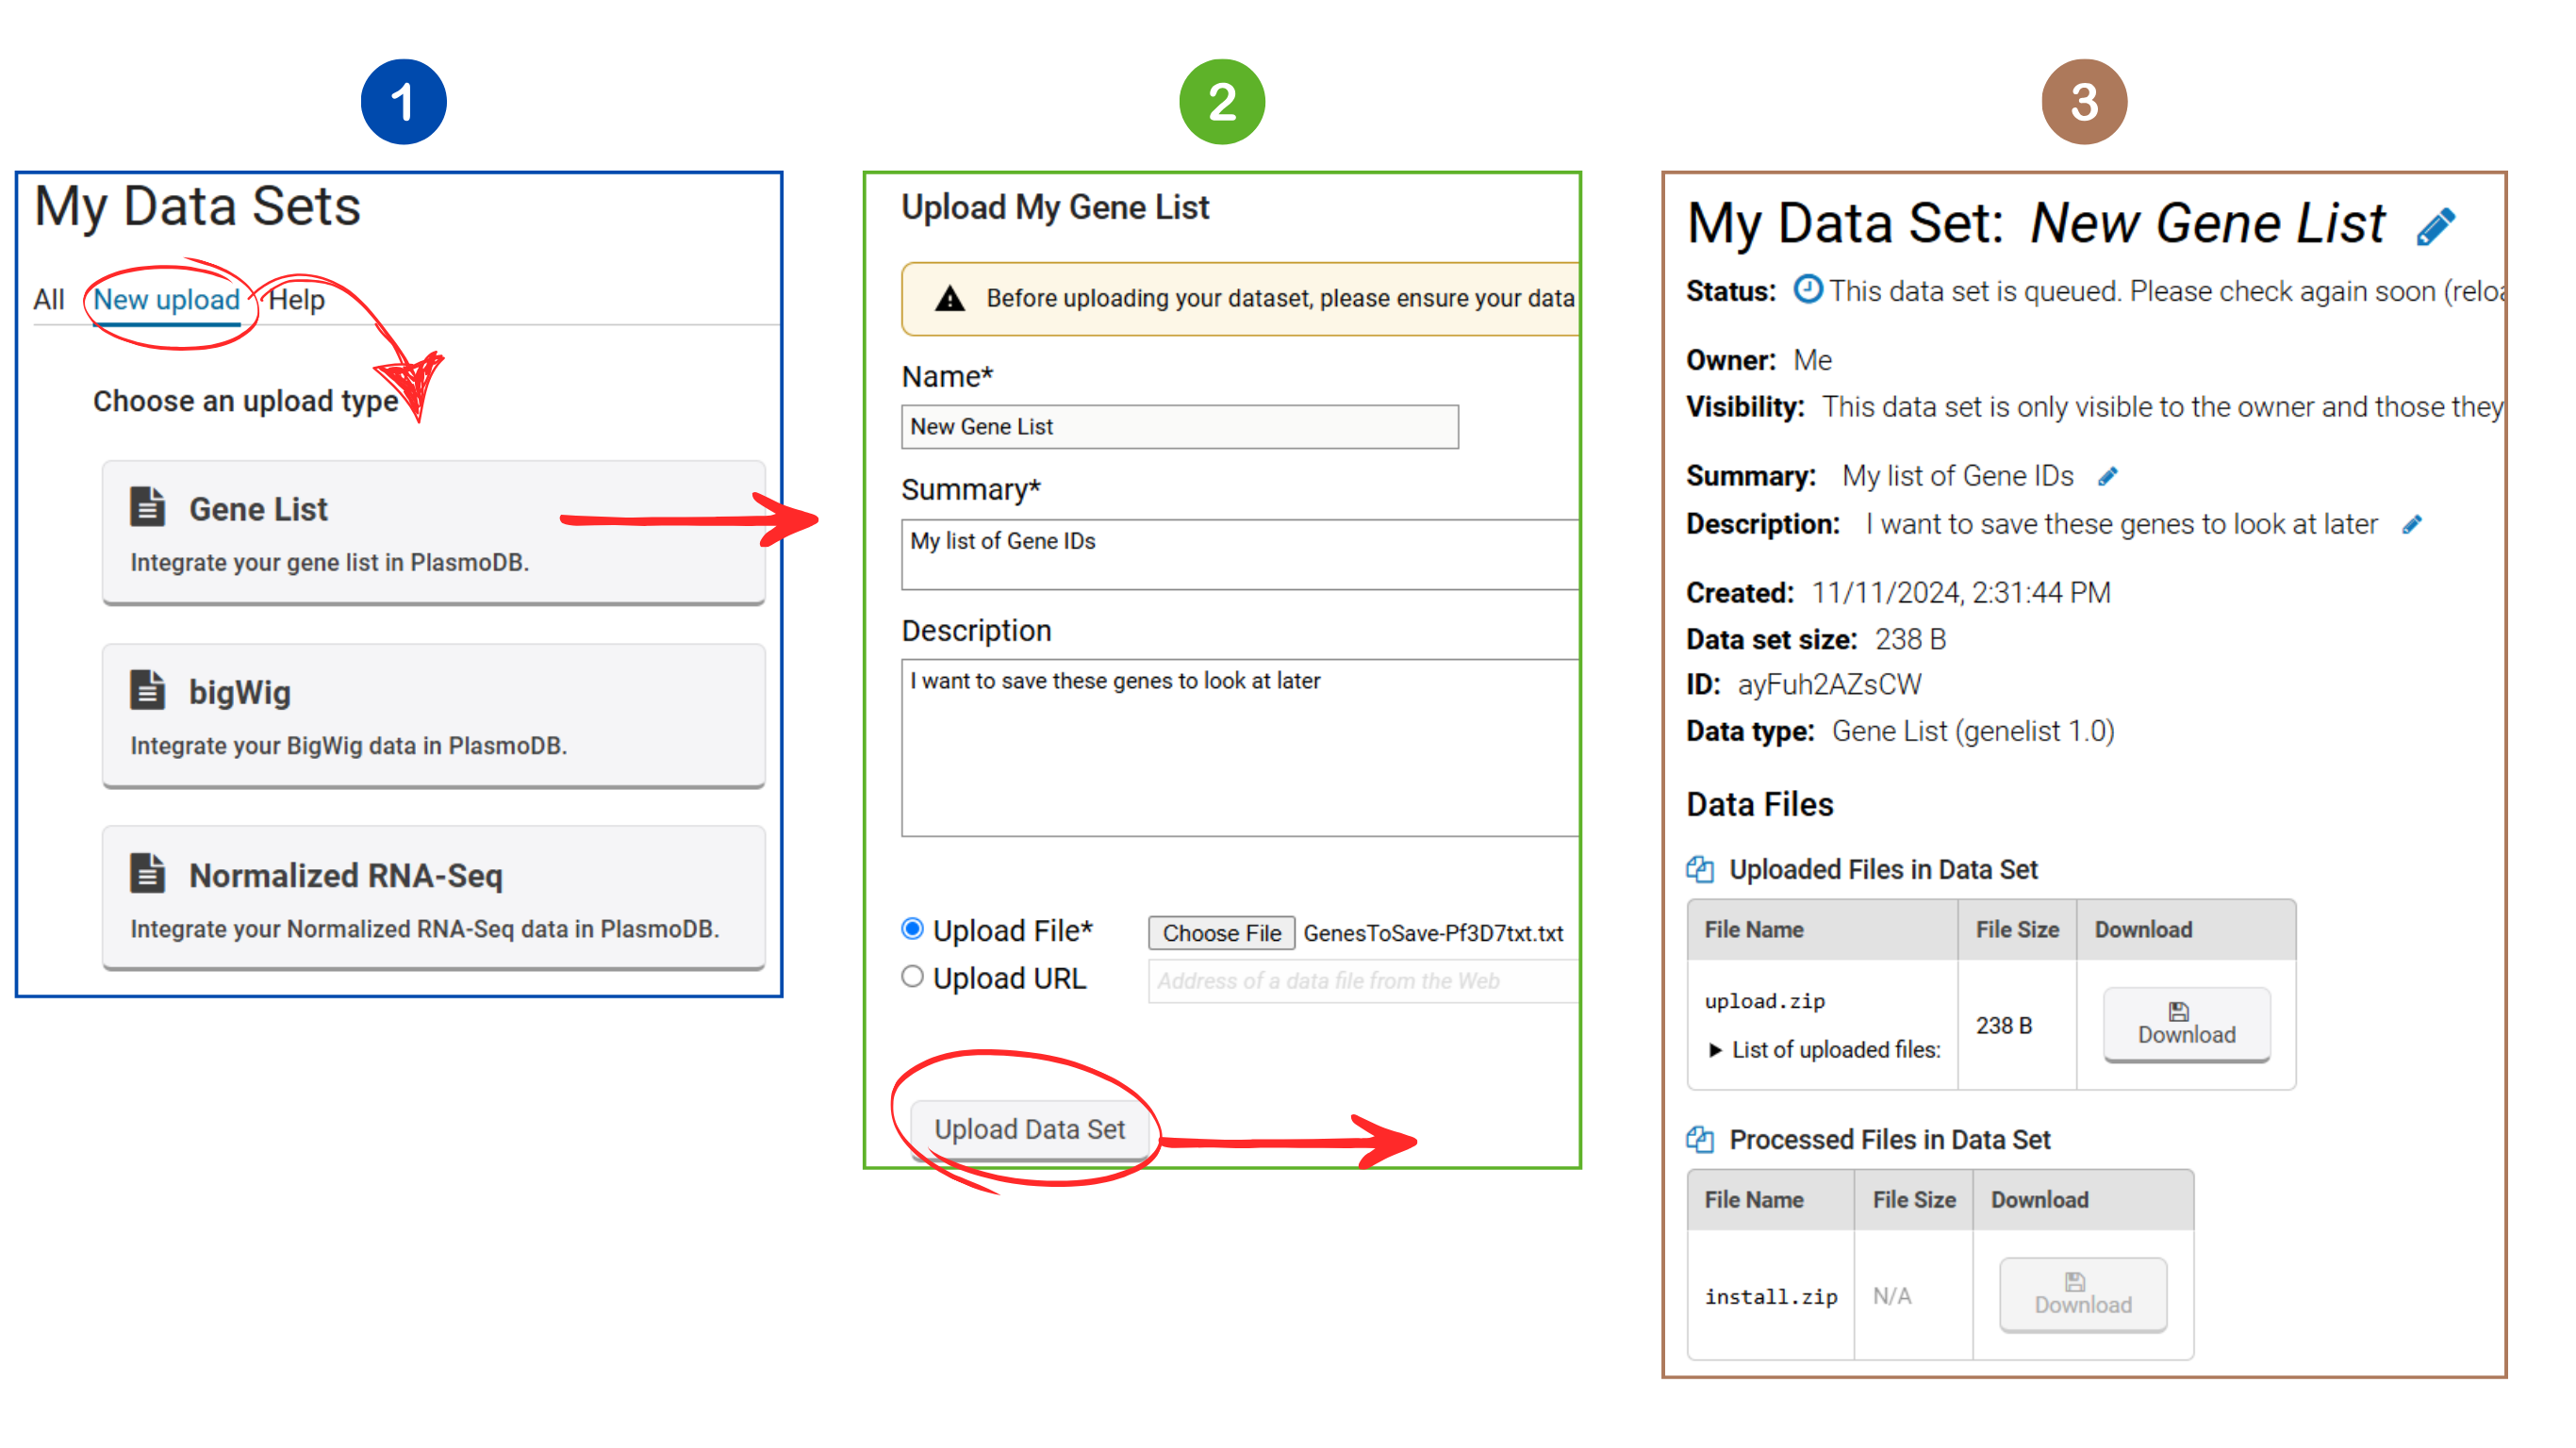 1
My Data Sets
All New upload Help
Choose an upload type
Gene List
Integrate your gene list in PlasmoDB.
bigWig
Integrate your BigWig data in PlasmoDB.
Normalized RNA-Seq
Integrate your Normalized RNA-Seq data in PlasmoDB.
2
Upload My Gene List
Before uploading your dataset, please ensure your data
Name*
New Gene List
Summary*
My list of Gene IDs
Description
I want to save these genes to look at later
Upload File* Choose File GenesToSave-Pf3D7txt.txt
Upload URL Address of a data file from the Web
Upload Data Set
3
My Data Set: New Gene List
Status: This data set is queued. Please check again soon
Owner: Me
Visibility: This data set is only visible to the owner and those they
Summary: My list of Gene IDs
Description: I want to save these genes to look at later
Created: 11/11/2024, 2:31:44 PM
Data set size: 238 B
ID: ayFuh2AZsCW
Data type: Gene List (genelist 1.0)
Data Files
Uploaded Files in Data Set
File Name File Size Download
upload.zip
List of uploaded files:
238 B
Download
Processed Files in Data Set
File Name File Size Download
install.zip N/A Download